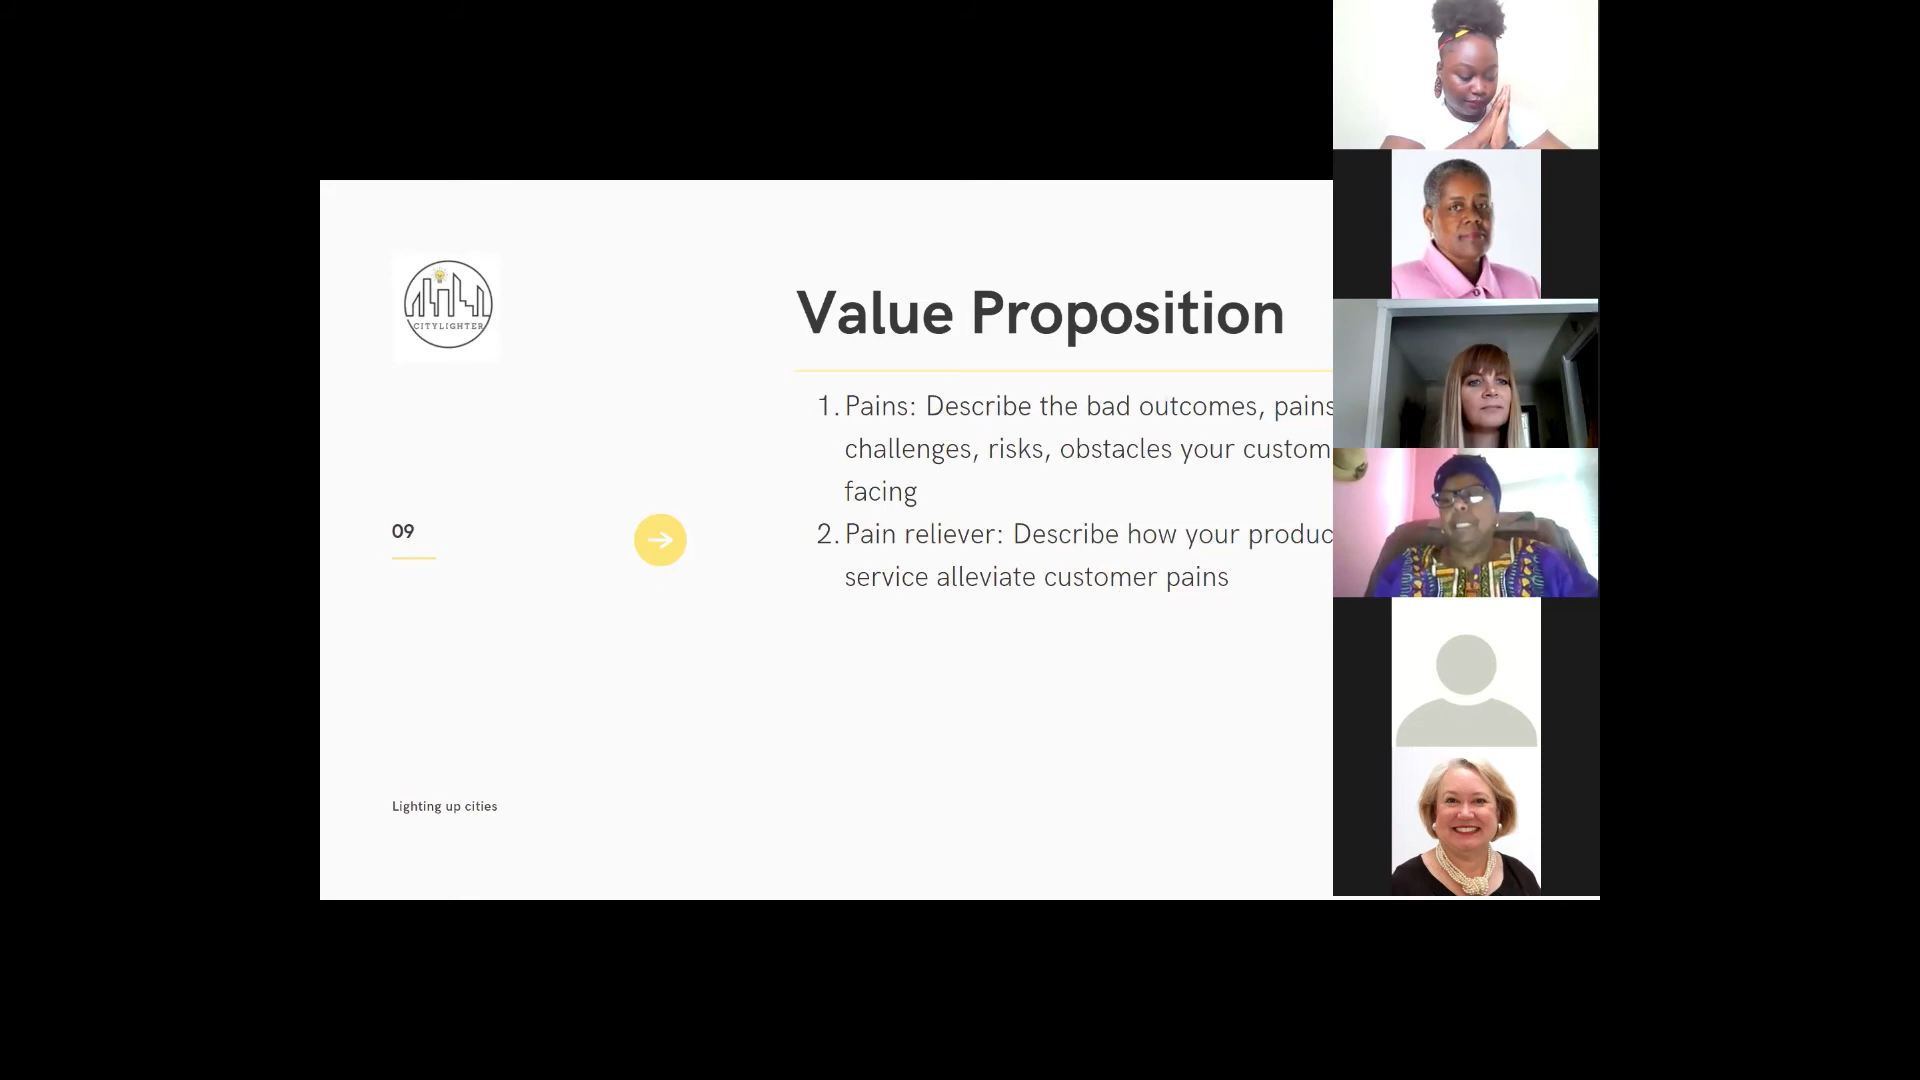 CITYLIGHTER
Value Proposition
1. Pains: Describe the bad outcomes, pains
challenges, risks, obstacles your custom
facing
09
2. Pain reliever: Describe how your produc
service alleviate customer pains
Lighting up cities